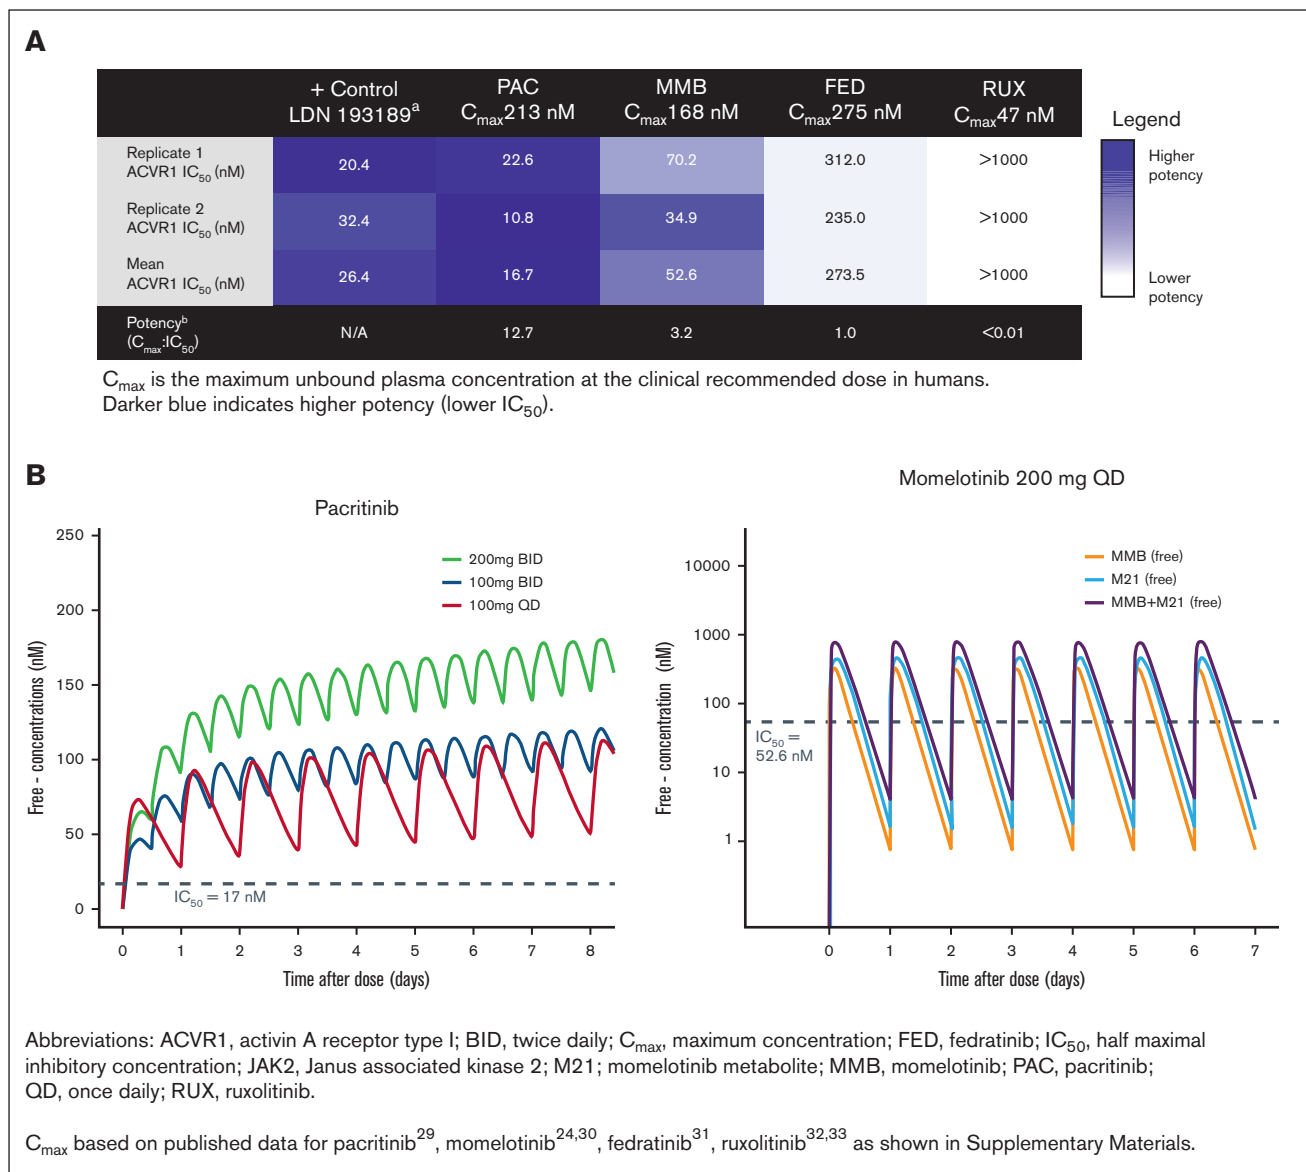 A
+ Control
LDN 193189a
PAC
Cmax213 nM
MMB
Cmax168 nM
FED
Cmax275 nM
RUX
Cmax47 nM
Replicate 1
ACVR1 IC50 (nM)
20.4
22.6
70.2
312.0
>1000
Replicate 2
ACVR1 IC50 (nM)
32.4
10.8
34.9
235.0
>1000
Mean
ACVR1 IC50 (nM)
26.4
16.7
52.6
273.5
>1000
Potencyb
(Cmax:IC50)
N/A
12.7
3.2
1.0
<0.01
Legend
Higher
potency
Lower
potency
Cmax is the maximum unbound plasma concentration at the clinical recommended dose in humans.
Darker blue indicates higher potency (lower IC50).
B
Pacritinib
250
200
150
100
50
0
Free - concentrations (nM)
200mg BID
100mg BID
100mg QD
IC50 = 17 nM
0 1 2 3 4 5 6 7 8
Time after dose (days)
Momelotinib 200 mg QD
10000
1000
100
10
1
Free - concentration (nM)
MMB (free)
M21 (free)
MMB+M21 (free)
IC50 =
52.6 nM
0 1 2 3 4 5 6 7
Time after dose (days)
Abbreviations: ACVR1, activin A receptor type I; BID, twice daily; Cmax, maximum concentration; FED, fedratinib; IC50, half maximal
inhibitory concentration; JAK2, Janus associated kinase 2; M21; momelotinib metabolite; MMB, momelotinib; PAC, pacritinib;
QD, once daily; RUX, ruxolitinib.
Cmax based on published data for pacritinib29, momelotinib24,30, fedratinib31, ruxolitinib32,33 as shown in Supplementary Materials.